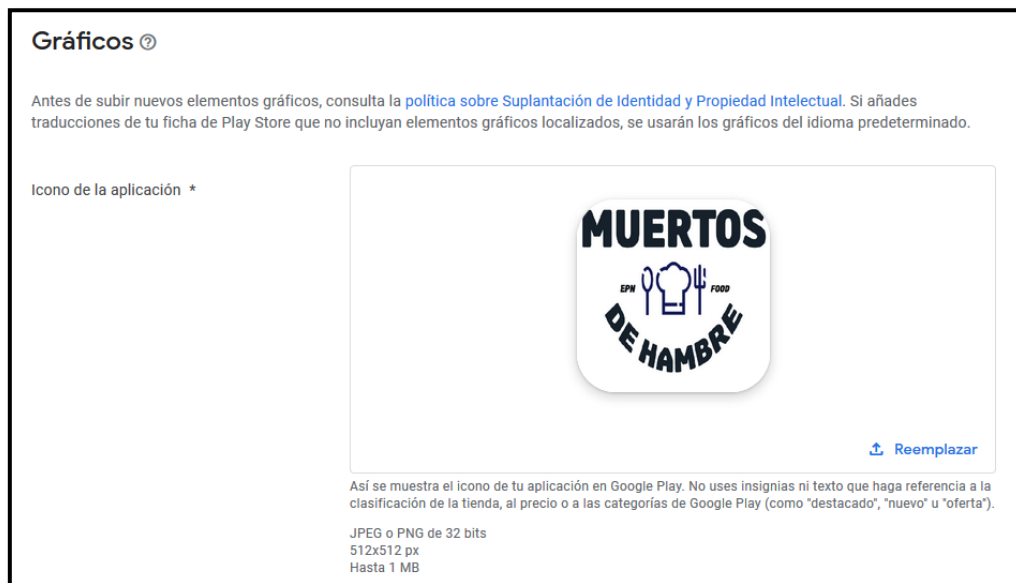 Gráficos
Antes de subir nuevos elementos gráficos, consulta la política sobre Suplantación de Identidad y Propiedad Intelectual. Si añades
traducciones de tu ficha de Play Store que no incluyan elementos gráficos localizados, se usarán los gráficos del idioma predeterminado.
Icono de la aplicación *
MUERTOS
EPN FOOD
DE HAMBRE
Reemplazar
Así se muestra el icono de tu aplicación en Google Play. No uses insignias ni texto que haga referencia a la
clasificación de la tienda, al precio o a las categorías de Google Play (como "destacado", "nuevo" u "oferta").
JPEG o PNG de 32 bits
512x512 px
Hasta 1 MB